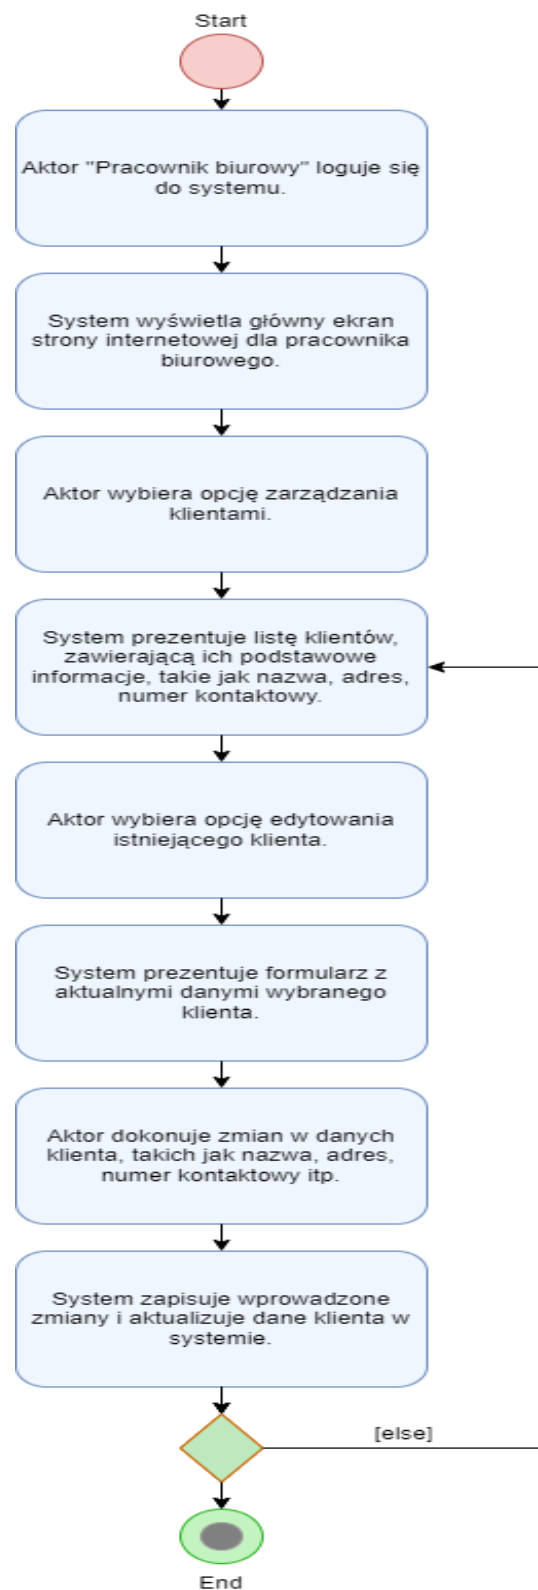 Start
Aktor "Pracownik biurowy" loguje się
do systemu.
System wyświetla główny ekran
strony internetowej dla pracownika
biurowego.
Aktor wybiera opcję zarządzania
klientami.
System prezentuje listę klientów,
zawierającą ich podstawowe
informacje, takie jak nazwa, adres,
numer kontaktowy.
Aktor wybiera opcję edytowania
istniejącego klienta.
System prezentuje formularz z
aktualnymi danymi wybranego
klienta.
Aktor dokonuje zmian w danych
klienta, takich jak nazwa, adres,
numer kontaktowy itp.
System zapisuje wprowadzone
zmiany i aktualizuje dane klienta w
systemie.
[else]
End